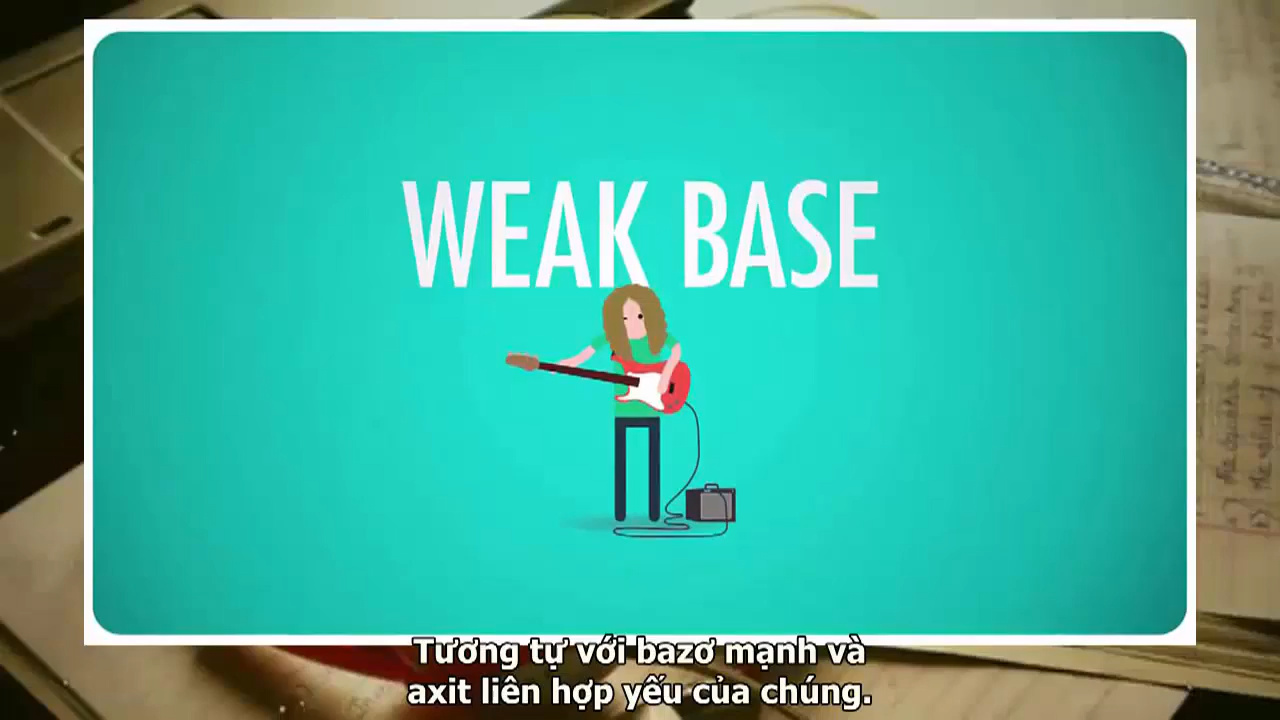 WEAK BASE
Tương tự với bazơ mạnh và
axit liên hợp yếu của chúng.